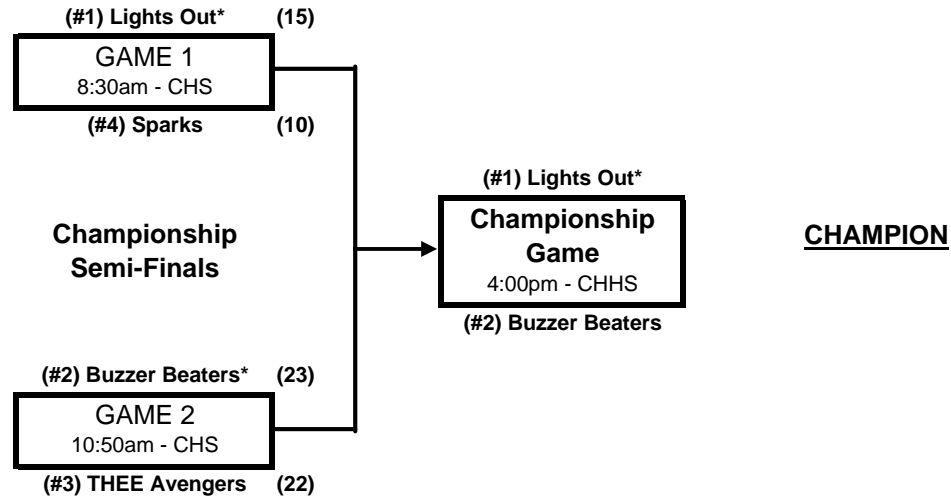 (#1) Lights Out* (15)
GAME 1
8:30am - CHS
(#4) Sparks (10)
(#1) Lights Out*
Championship
Game
4:00pm - CHHS
(#2) Buzzer Beaters
CHAMPION
Championship
Semi-Finals
(#2) Buzzer Beaters* (23)
GAME 2
10:50am - CHS
(#3) THEE Avengers (22)